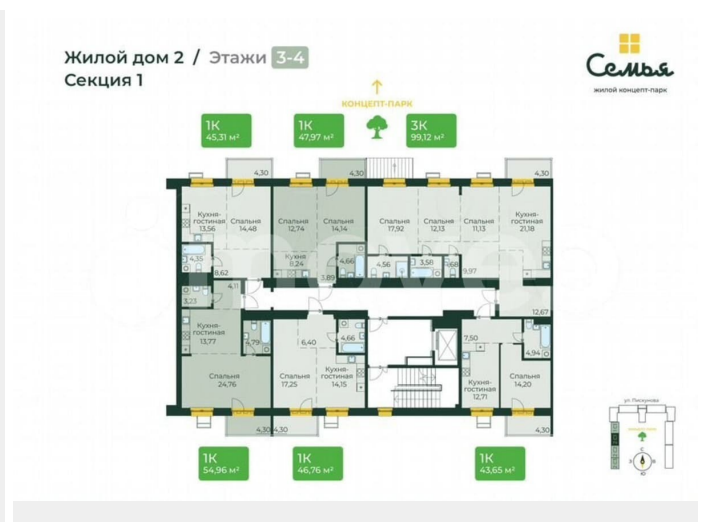 Жилой дом 2 / Этажи 3-4
Секция 1
Семья
жилой концепт-парк
КОНЦЕПТ-ПАРК
1К
45,31 м²
1К
47,97 м²
3К
99,12 м²
4,30
4,30
4,30
Кухня-
гостиная
13,56
Спальня
14,48
Спальня
12,74
Спальня
14,14
Спальня
17,92
Спальня
12,13
Спальня
11,13
Кухня-
гостиная
21,18
4,35
8,62
Кухня
8,24
3,89
4,66
4,56
3,58
1,68
9,97
movep
3,23
4,11
12,67
Кухня-
гостиная
13,77
4,79
6,40
4,66
7,50
4,94
Спальня
24,76
Спальня
17,25
Кухня-
гостиная
14,15
Кухня-
гостиная
12,71
Спальня
14,20
4,30
4,30
4,30
1К
54,96 м²
1К
46,76 м²
1К
43,65 м²
ул. Пискунова
КОНЦЕПТ-ПАРК
С
З
В
Ю